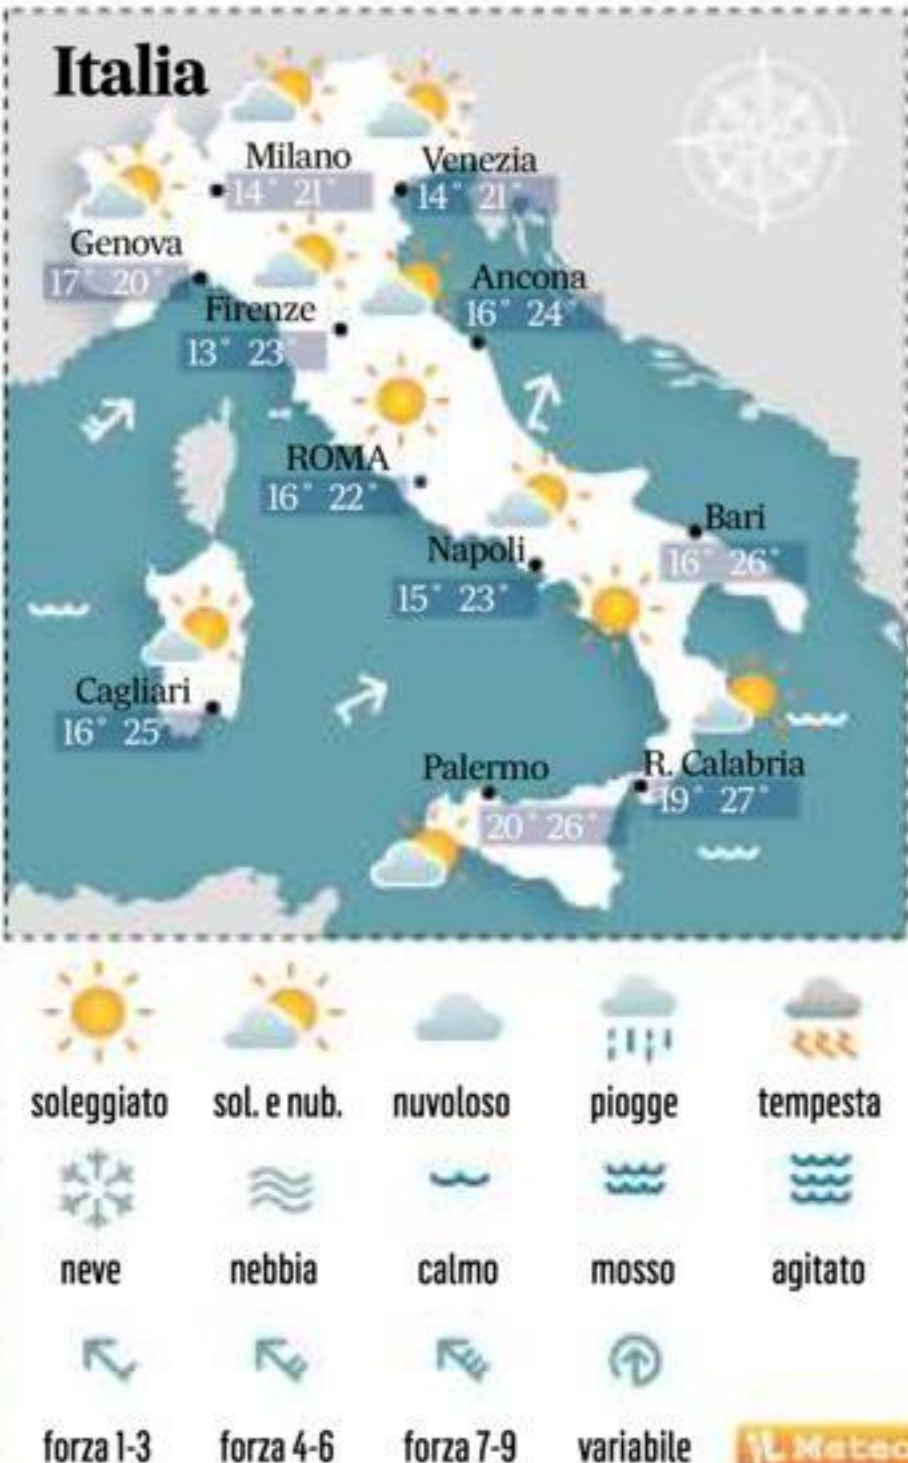 Italia
Milano
14° 21°
Venezia
14° 21°
Genova
17° 20°
Ancona
16° 24°
Firenze
13° 23°
ROMA
16° 22°
Bari
16° 26°
Napoli
15° 23°
Cagliari
16° 25°
Palermo
20° 26°
R. Calabria
19° 27°
soleggiato sol. e nub. nuvoloso piogge tempesta
neve nebbia calmo mosso agitato
forza 1-3 forza 4-6 forza 7-9 variabile
Meteo